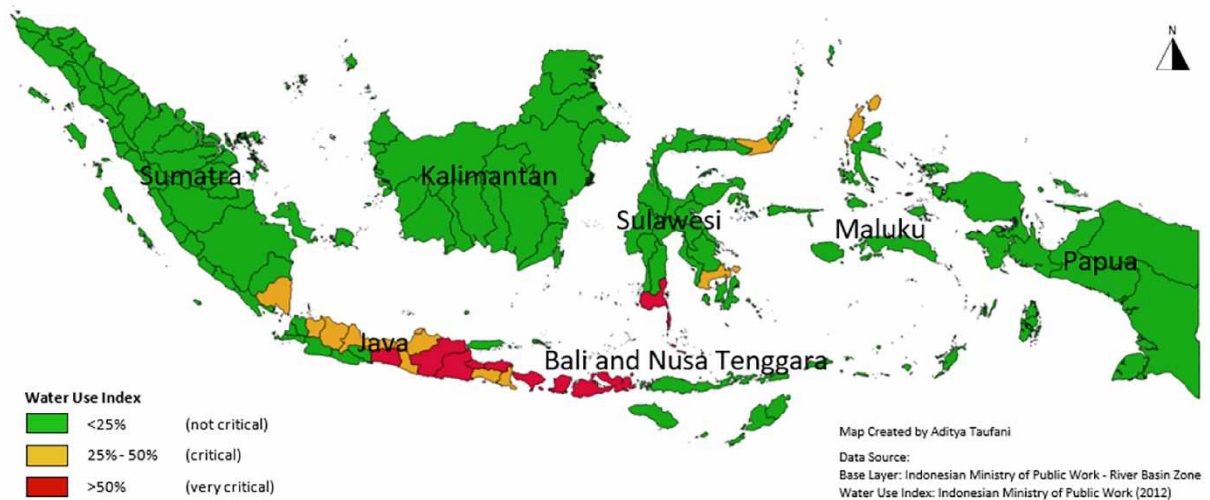 N
Sumatra
Kalimantan
Sulawesi
Maluku
Papua
Java
Bali and Nusa Tenggara
Water Use Index
<25% (not critical)
25%- 50% (critical)
>50% (very critical)
Map Created by Aditya Taufani
Data Source:
Base Layer: Indonesian Ministry of Public Work - River Basin Zone
Water Use Index: Indonesian Ministry of Public Work (2012)